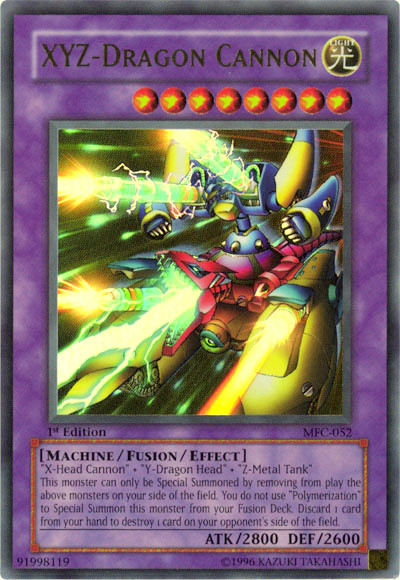 XYZ-DRAGON CANNON
LIGHT
光
1st Edition
MFC-052
[MACHINE / FUSION / EFFECT]
"X-Head Cannon" + "Y-Dragon Head" + "Z-Metal Tank"
This monster can only be Special Summoned by removing from play the
above monsters on your side of the field. You do not use "Polymerization"
to Special Summon this monster from your Fusion Deck. Discard 1 card
from your hand to destroy 1 card on your opponent's side of the field.
ATK/2800 DEF/2600
91998119
©1996 KAZUKI TAKAHASHI